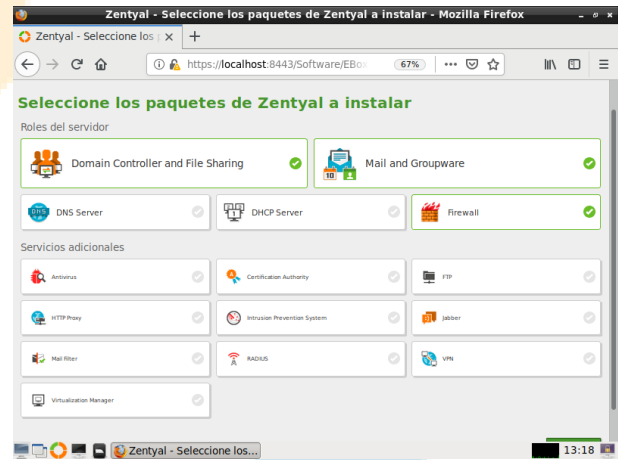 Zentyal - Seleccione los paquetes de Zentyal a instalar - Mozilla Firefox
Zentyal - Seleccione los
https://localhost:8443/Software/EBox
67%
Seleccione los paquetes de Zentyal a instalar
Roles del servidor
Domain Controller and File Sharing
10
Mail and Groupware
DNS
DNS Server
1
DHCP Server
Firewall
Servicios adicionales
Antivirus
Certification Authority
FTP
HTTP Proxy
Intrusion Prevention System
Jabber
Mail Filter
RADIUS
VPN
Virtualization Manager
Zentyal - Seleccione los...
13:18